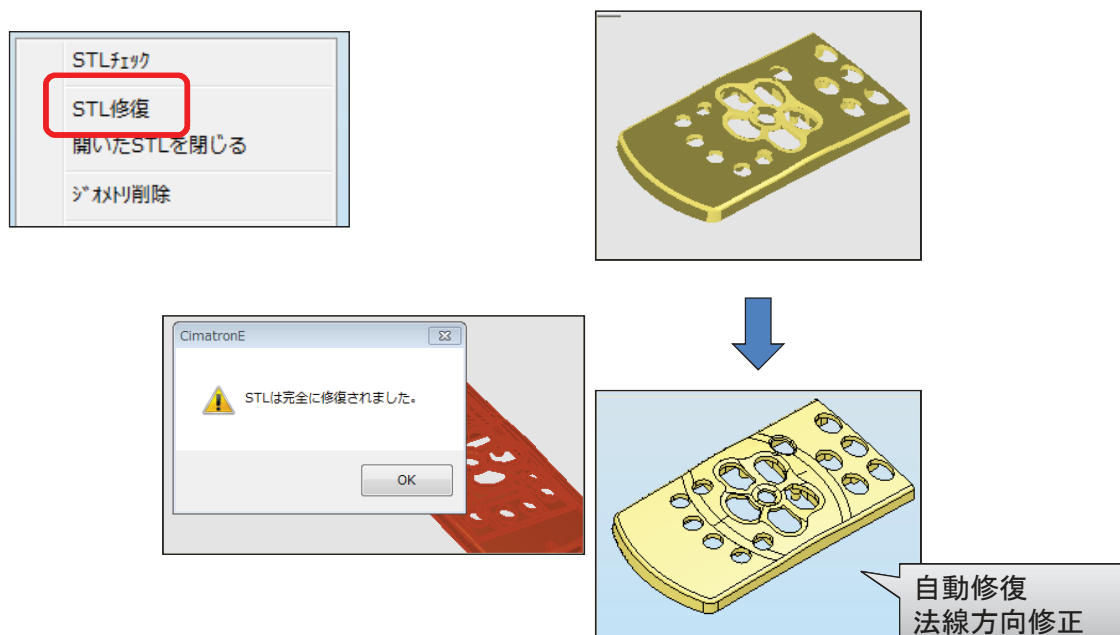 STLﾁｪｯｸ
STL修復
開いたSTLを閉じる
ｼﾞｵﾒﾄﾘ削除
CimatronE
STLは完全に修復されました。
OK
自動修復
法線方向修正